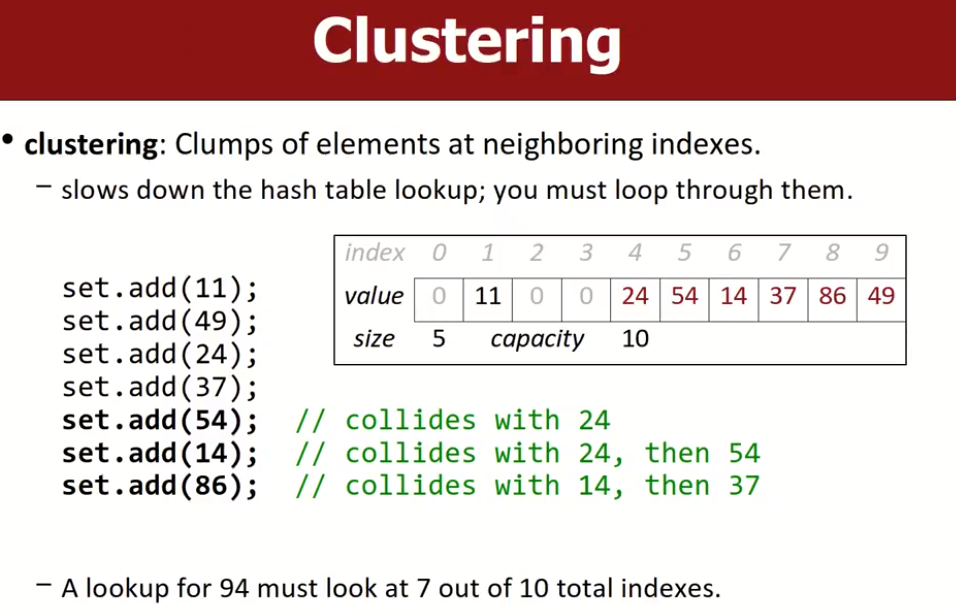 Clustering
• clustering: Clumps of elements at neighboring indexes.
– slows down the hash table lookup; you must loop through them.
index 0 1 2 3 4 5 6 7 8 9
value 0 11 0 0 24 54 14 37 86 49
size 5 capacity 10
set.add(11);
set.add(49);
set.add(24);
set.add(37);
set.add(54); // collides with 24
set.add(14); // collides with 24, then 54
set.add(86); // collides with 14, then 37
– A lookup for 94 must look at 7 out of 10 total indexes.